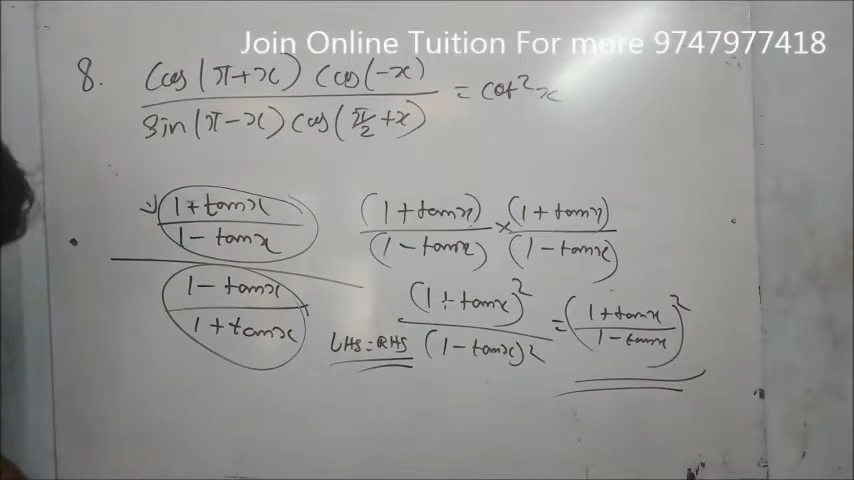 Join Online Tuition For more 9747977418
8. cos(π+x) cos(-x) / sin(π-x) cos(π/2+x) = cot²x
(1+tanx / 1-tanx) / (1-tanx / 1+tanx)
(1+tanx)/(1-tanx) × (1+tanx)/(1-tanx)
(1+tanx)² / (1-tanx)² = (1+tanx / 1-tanx)²
LHS=RHS